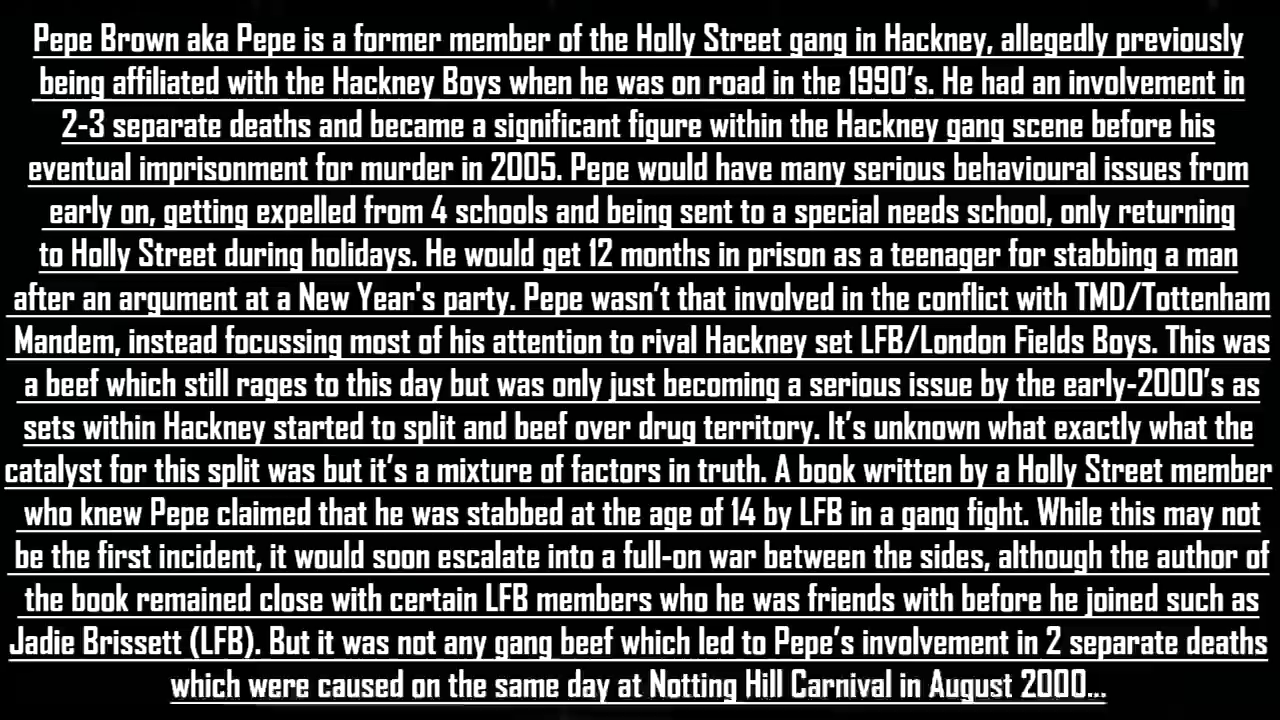 Pepe Brown aka Pepe is a former member of the Holly Street gang in Hackney, allegedly previously
being affiliated with the Hackney Boys when he was on road in the 1990's. He had an involvement in
2-3 separate deaths and became a significant figure within the Hackney gang scene before his
eventual imprisonment for murder in 2005. Pepe would have many serious behavioural issues from
early on, getting expelled from 4 schools and being sent to a special needs school, only returning
to Holly Street during holidays. He would get 12 months in prison as a teenager for stabbing a man
after an argument at a New Year's party. Pepe wasn't that involved in the conflict with TMD/Tottenham
Mandem, instead focussing most of his attention to rival Hackney set LFB/London Fields Boys. This was
a beef which still rages to this day but was only just becoming a serious issue by the early-2000's as
sets within Hackney started to split and beef over drug territory. It's unknown what exactly what the
catalyst for this split was but it's a mixture of factors in truth. A book written by a Holly Street member
who knew Pepe claimed that he was stabbed at the age of 14 by LFB in a gang fight. While this may not
be the first incident, it would soon escalate into a full-on war between the sides, although the author of
the book remained close with certain LFB members who he was friends with before he joined such as
Jadie Brissett (LFB). But it was not any gang beef which led to Pepe's involvement in 2 separate deaths
which were caused on the same day at Notting Hill Carnival in August 2000...